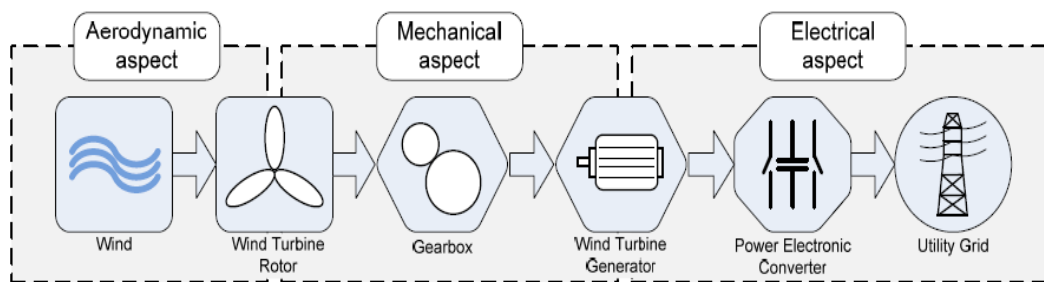 Aerodynamic
aspect
Mechanical
aspect
Electrical
aspect
Wind
Wind Turbine
Rotor
Gearbox
Wind Turbine
Generator
Power Electronic
Converter
Utility Grid